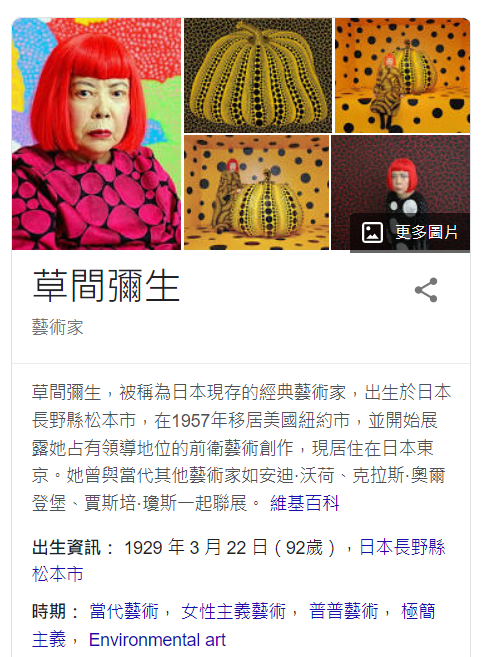 更多圖片
草間彌生
藝術家
草間彌生，被稱為日本現存的經典藝術家，出生於日本
長野縣松本市，在1957年移居美國紐約市，並開始展
露她占有領導地位的前衛藝術創作，現居住在日本東
京。她曾與當代其他藝術家如安迪·沃荷、克拉斯·奧爾
登堡、賈斯培·瓊斯一起聯展。 維基百科
出生資訊： 1929 年 3 月 22 日（92歲），日本長野縣
松本市
時期： 當代藝術， 女性主義藝術， 普普藝術， 極簡
主義， Environmental art